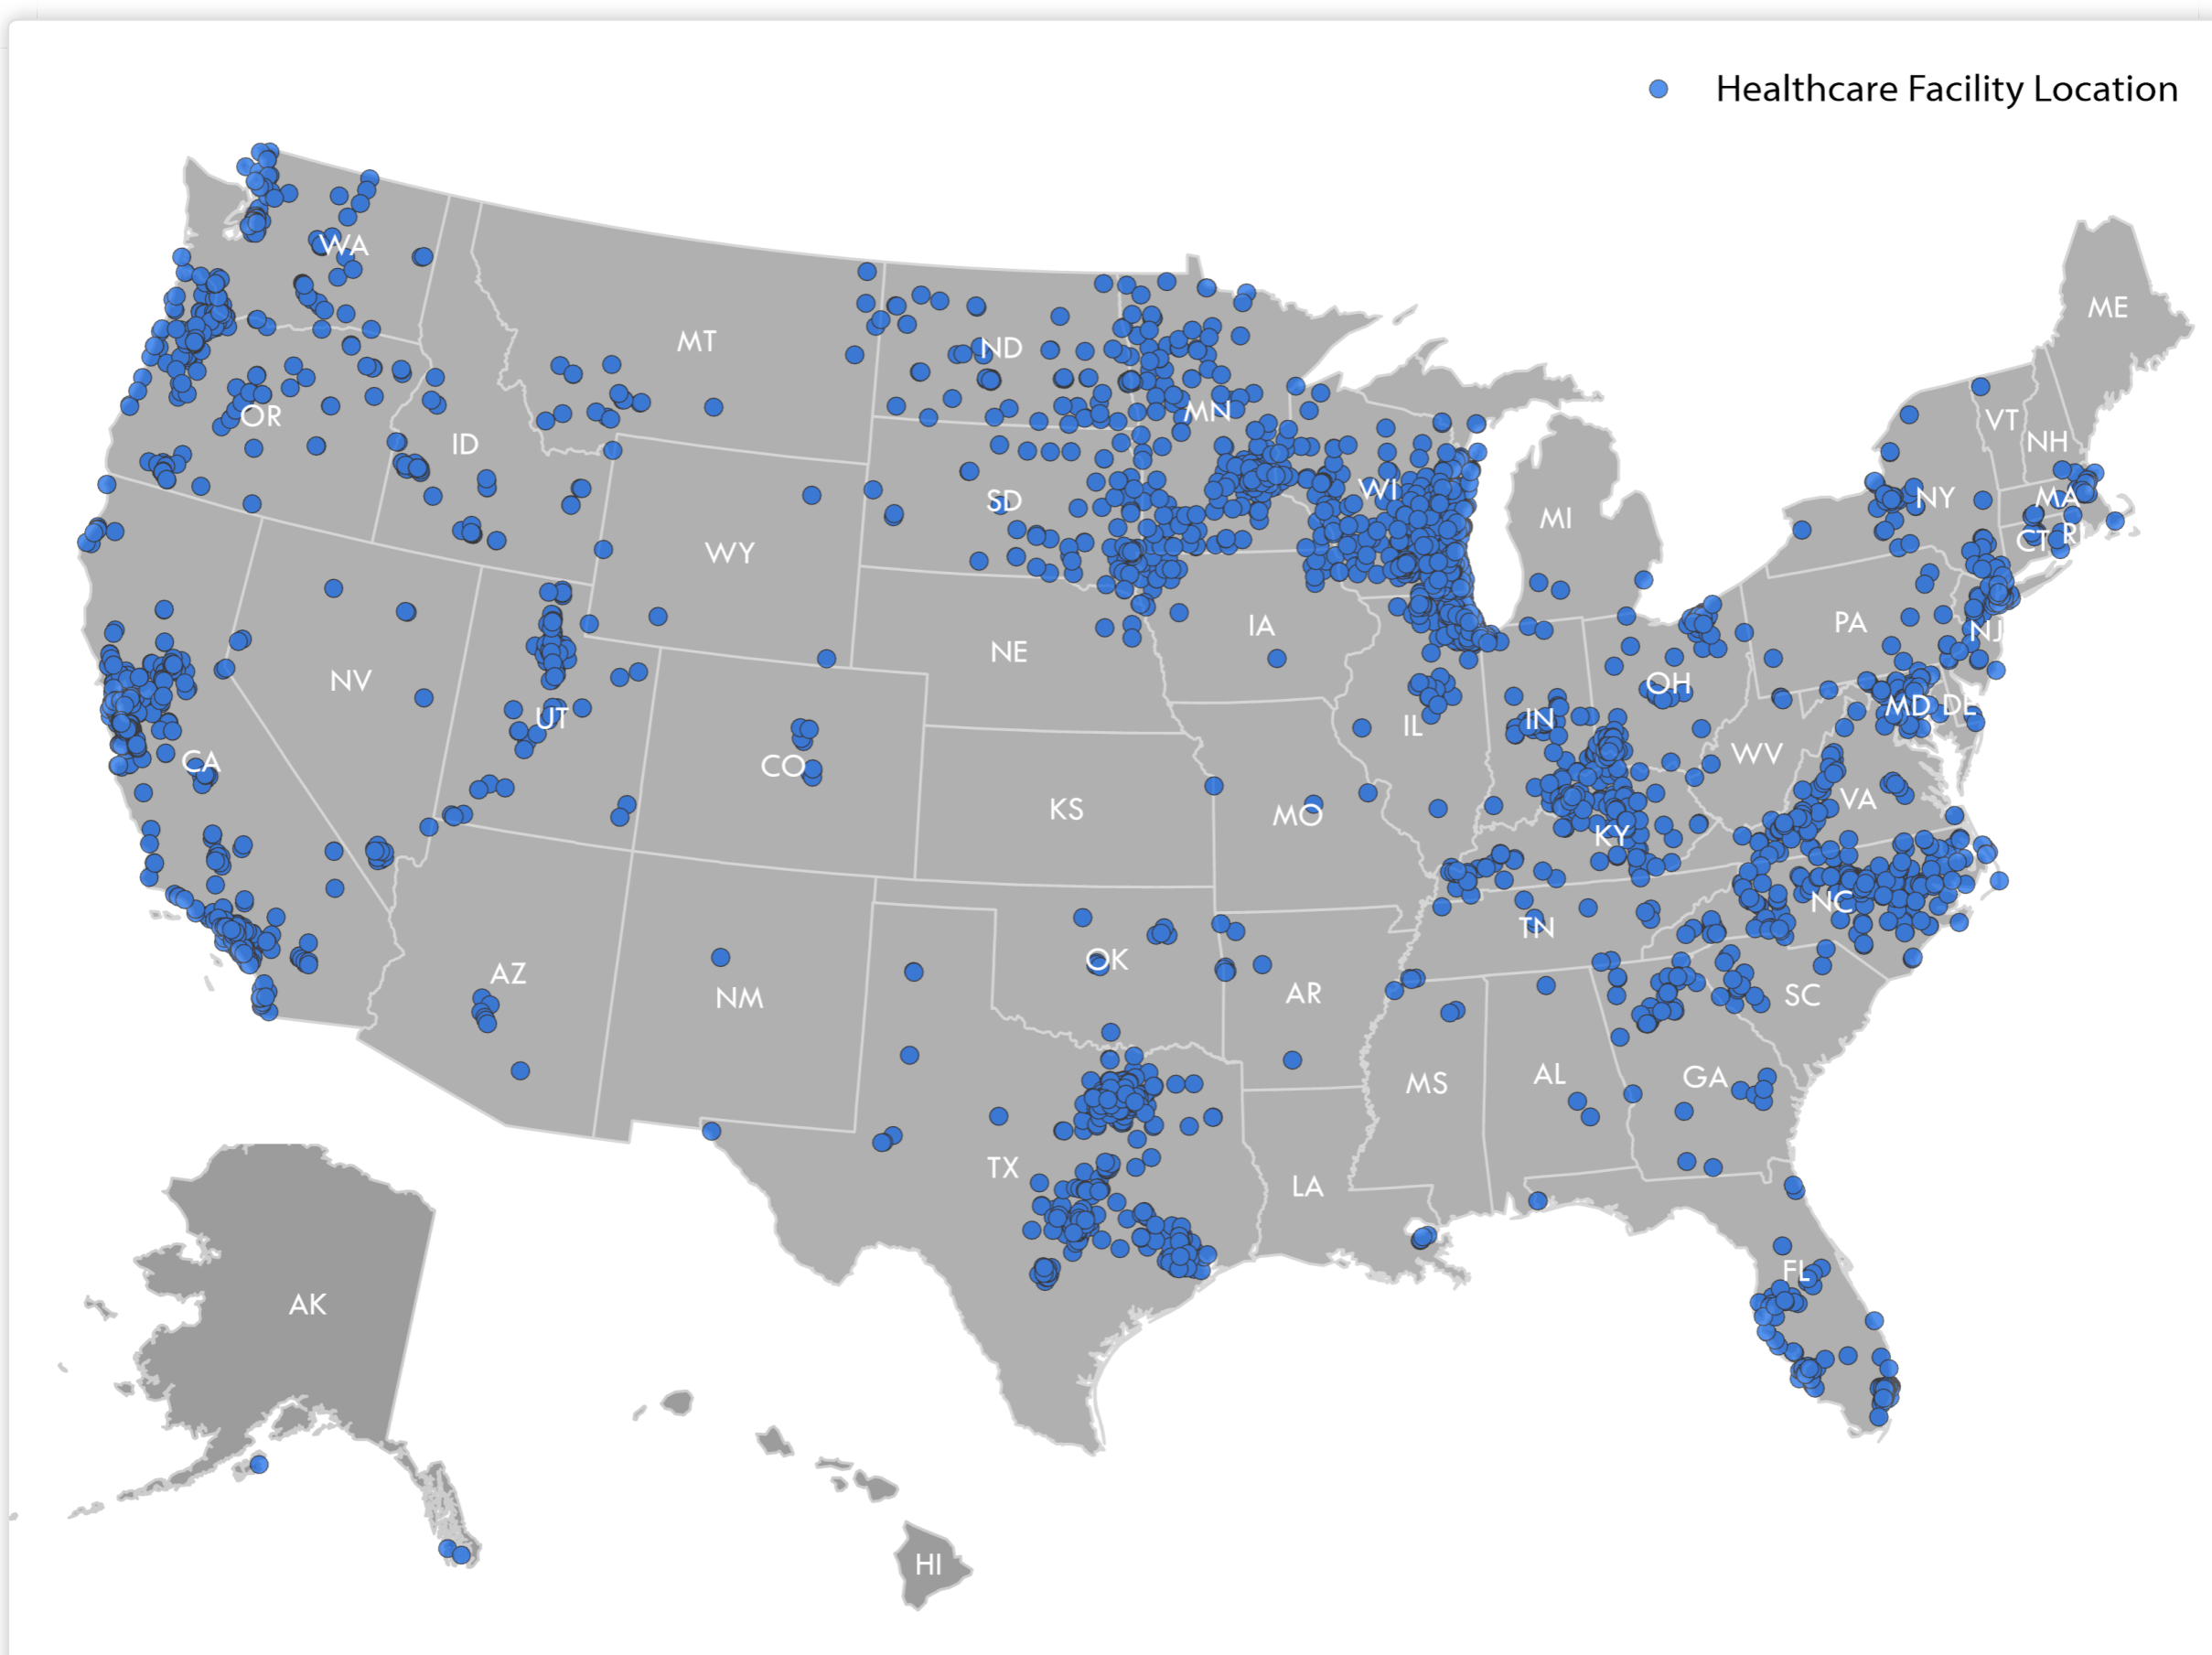 Healthcare Facility Location
WA
ME
MT
ND
VT
OR
MN
NH
ID
WI
NY
MA
SD
MI
CT
RI
WY
IA
PA
NJ
NE
NV
OH
MD
DE
UT
IN
IL
CA
CO
WV
KS
MO
VA
KY
NC
TN
OK
AZ
NM
AR
SC
MS
AL
GA
TX
LA
FL
AK
HI